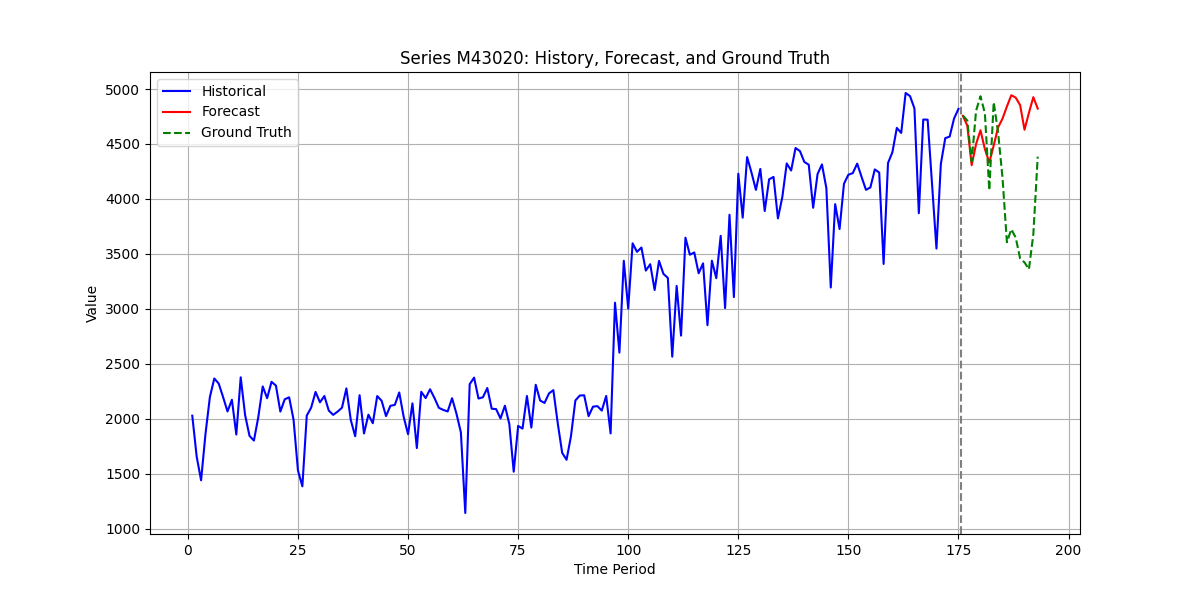 Series M43020: History, Forecast, and Ground Truth
Historical
Forecast
Ground Truth
5000
4500
4000
3500
3000
2500
2000
1500
1000
Value
0 25 50 75 100 125 150 175 200
Time Period